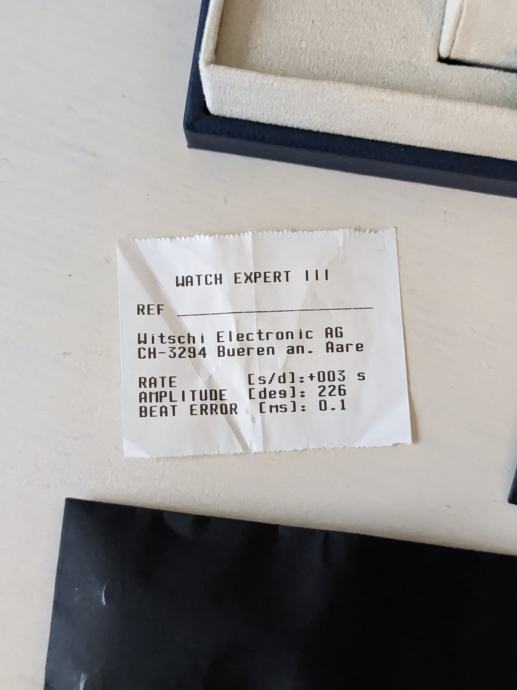 WATCH EXPERT III
REF ____________________
Witschi Electronic AG
CH-3294 Bueren an. Aare
RATE [s/d]:+003 s
AMPLITUDE [deg]: 226
BEAT ERROR [ms]: 0.1